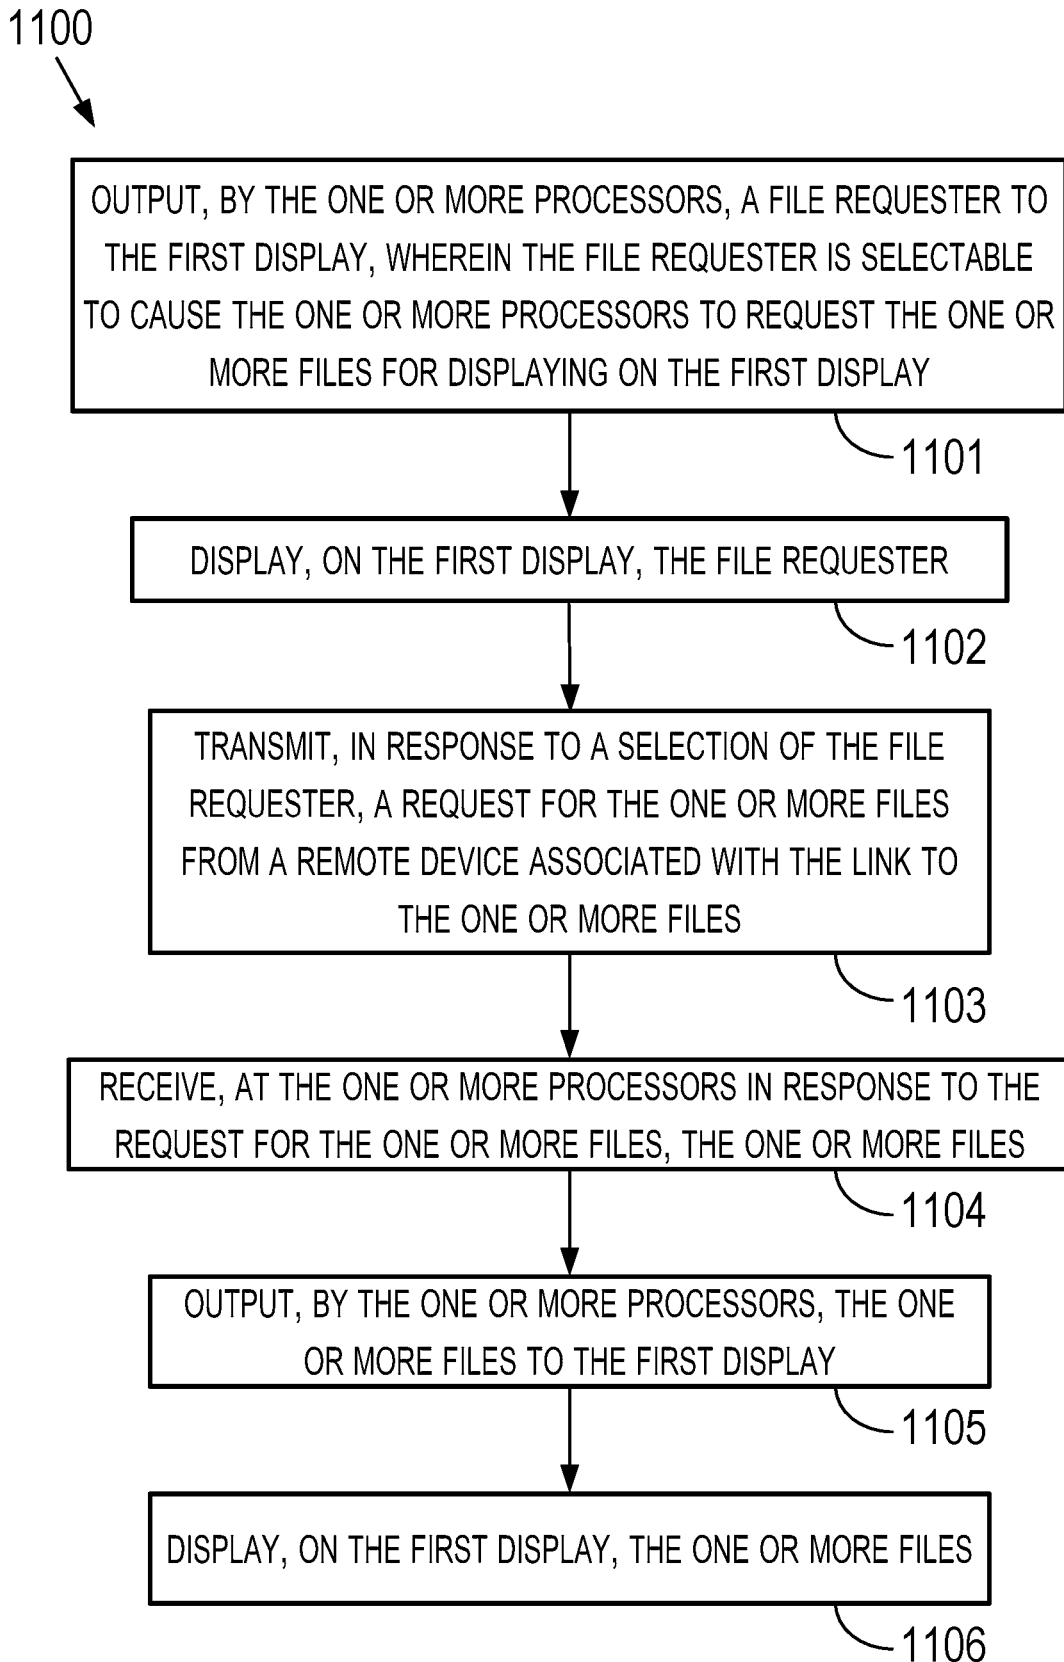 1100
OUTPUT, BY THE ONE OR MORE PROCESSORS, A FILE REQUESTER TO
THE FIRST DISPLAY, WHEREIN THE FILE REQUESTER IS SELECTABLE
TO CAUSE THE ONE OR MORE PROCESSORS TO REQUEST THE ONE OR
MORE FILES FOR DISPLAYING ON THE FIRST DISPLAY
1101
DISPLAY, ON THE FIRST DISPLAY, THE FILE REQUESTER
1102
TRANSMIT, IN RESPONSE TO A SELECTION OF THE FILE
REQUESTER, A REQUEST FOR THE ONE OR MORE FILES
FROM A REMOTE DEVICE ASSOCIATED WITH THE LINK TO
THE ONE OR MORE FILES
1103
RECEIVE, AT THE ONE OR MORE PROCESSORS IN RESPONSE TO THE
REQUEST FOR THE ONE OR MORE FILES, THE ONE OR MORE FILES
1104
OUTPUT, BY THE ONE OR MORE PROCESSORS, THE ONE
OR MORE FILES TO THE FIRST DISPLAY
1105
DISPLAY, ON THE FIRST DISPLAY, THE ONE OR MORE FILES
1106